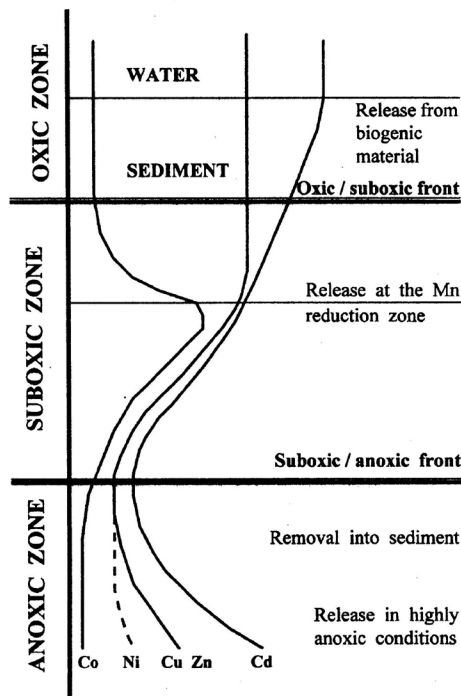 OXIC ZONE
WATER
Release from
biogenic
material
SEDIMENT
Oxic / suboxic front
SUBOXIC ZONE
Release at the Mn
reduction zone
Suboxic / anoxic front
ANOXIC ZONE
Removal into sediment
Release in highly
anoxic conditions
Co Ni Cu Zn Cd